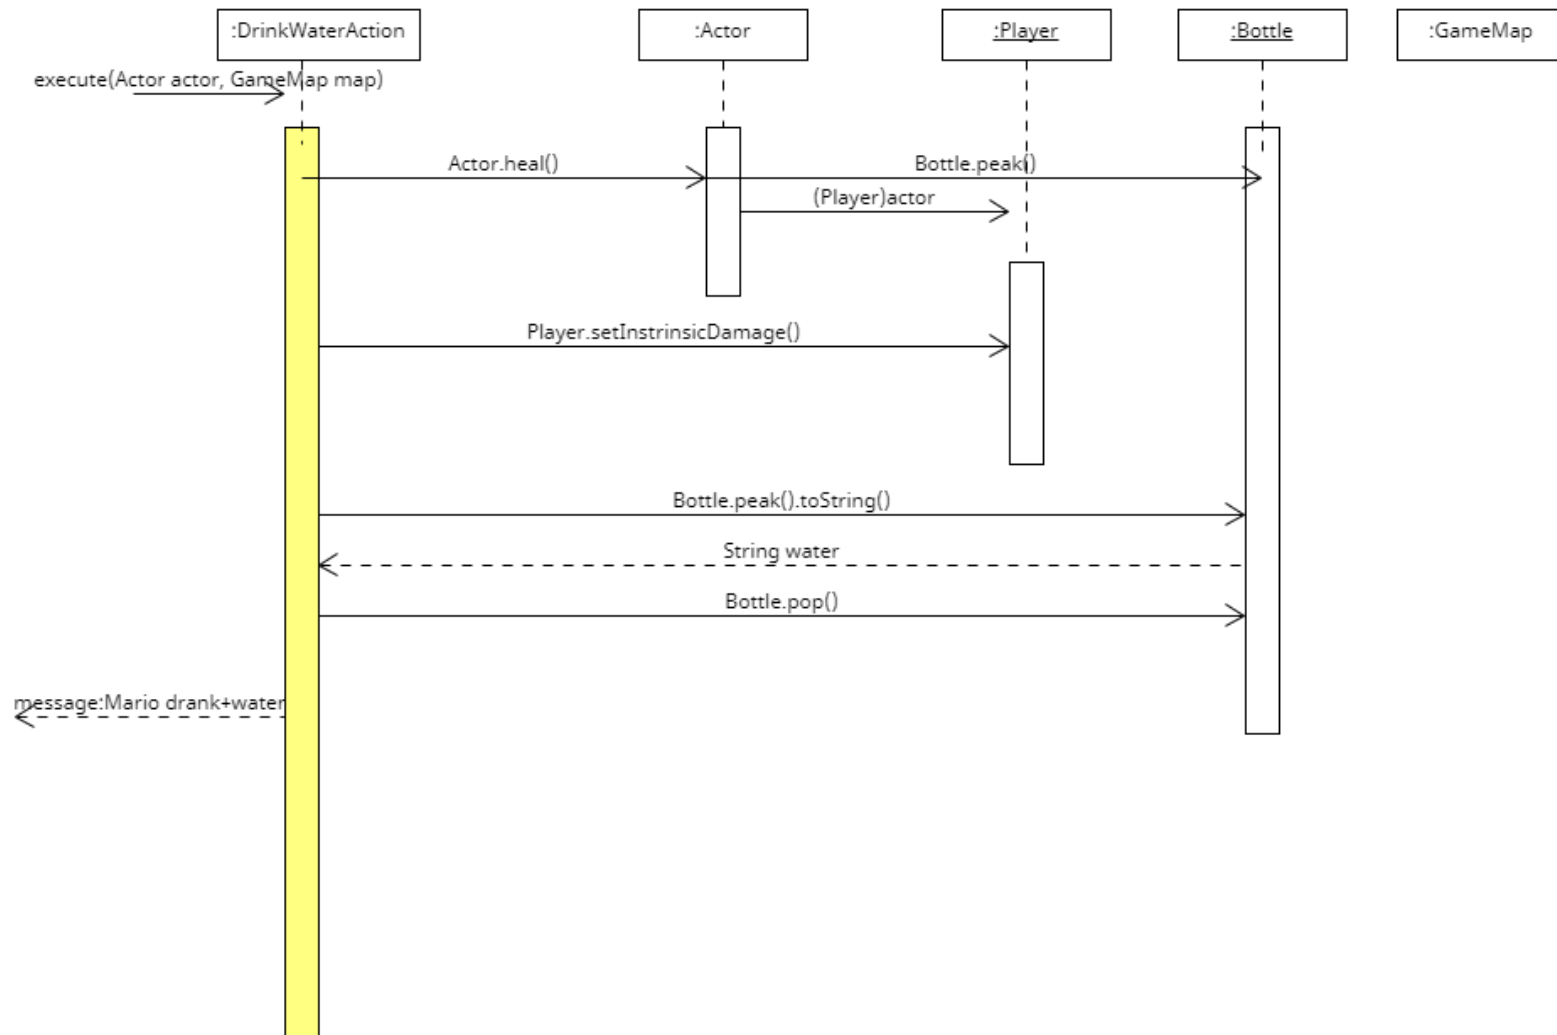 :DrinkWaterAction
:Actor
:Player
:Bottle
:GameMap
execute(Actor actor, GameMap map)
Actor.heal()
Bottle.peak()
(Player)actor
Player.setInstrinsicDamage()
Bottle.peak().toString()
String water
Bottle.pop()
message:Mario drank+water